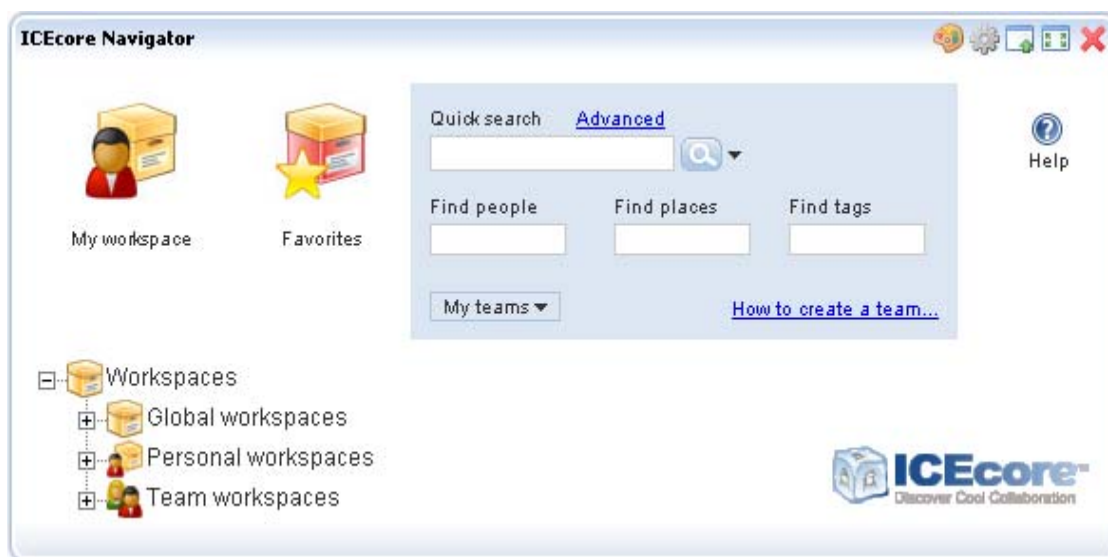 ICEcore Navigator
My workspace
Favorites
Quick search Advanced
Find people Find places Find tags
My teams
How to create a team...
Help
Workspaces
Global workspaces
Personal workspaces
Team workspaces
ICEcore
Discover Cool Collaboration